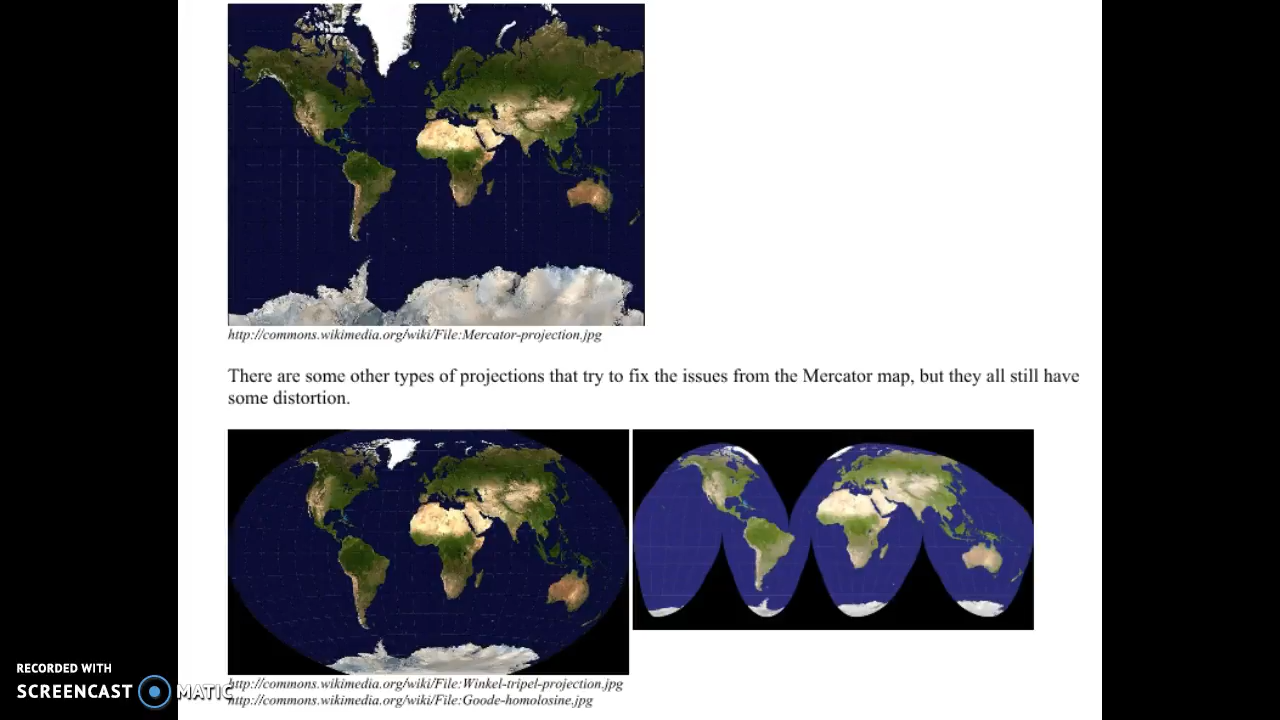 http://commons.wikimedia.org/wiki/File:Mercator-projection.jpg
There are some other types of projections that try to fix the issues from the Mercator map, but they all still have
some distortion.
http://commons.wikimedia.org/wiki/File:Winkel-tripel-projection.jpg
http://commons.wikimedia.org/wiki/File:Goode-homolosine.jpg
RECORDED WITH
SCREENCAST MATIC